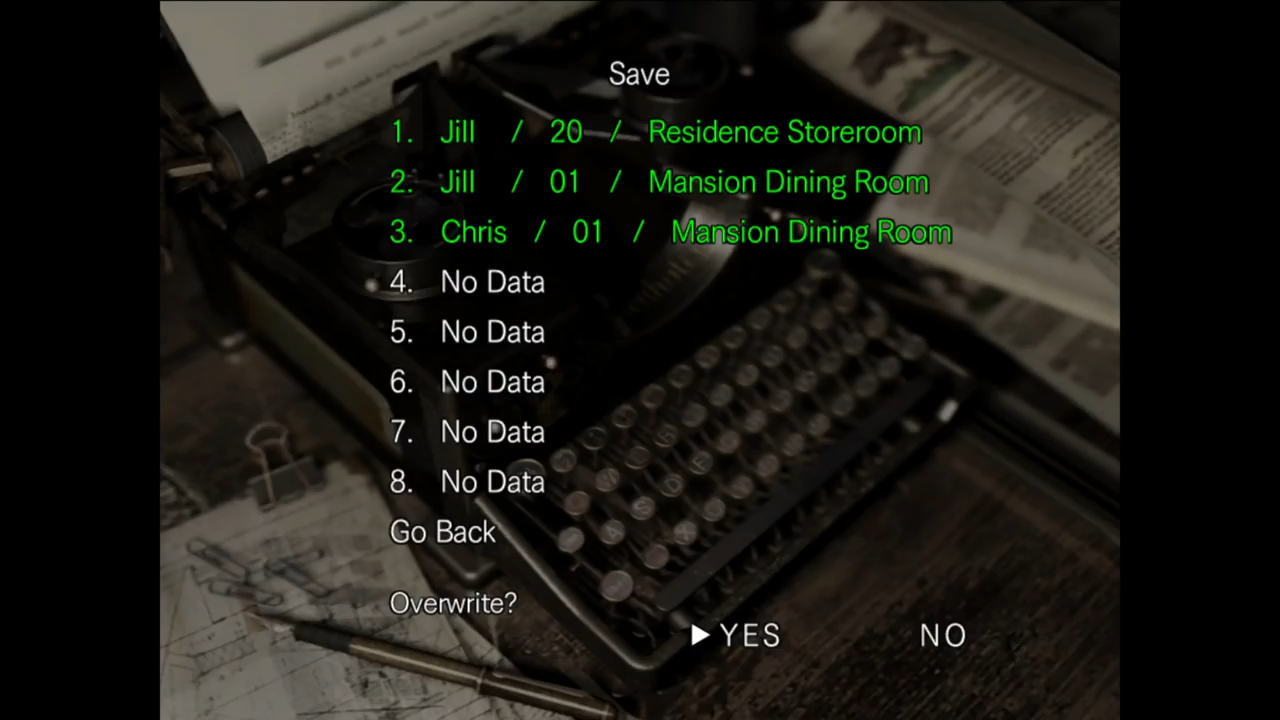 Save
1. Jill / 20 / Residence Storeroom
2. Jill / 01 / Mansion Dining Room
3. Chris / 01 / Mansion Dining Room
4. No Data
5. No Data
6. No Data
7. No Data
8. No Data
Go Back
Overwrite?
YES NO